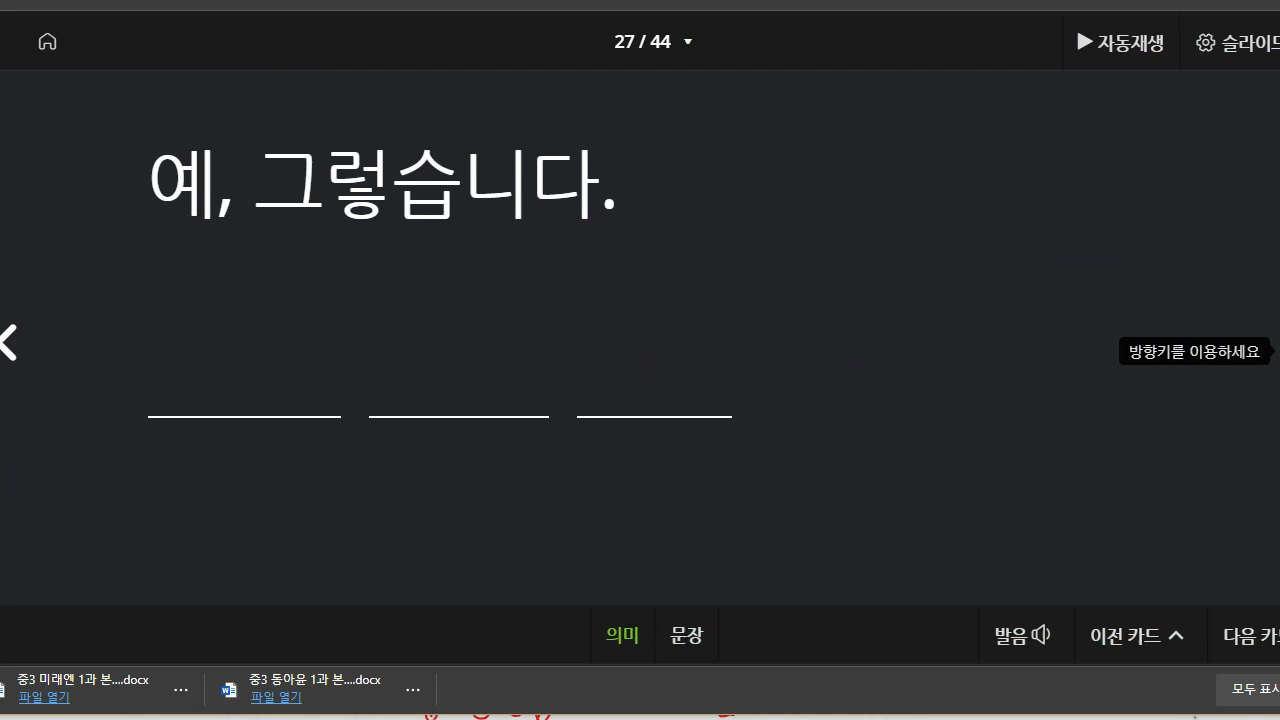 27 / 44
자동재생
슬라이드
예, 그렇습니다.
방향키를 이용하세요
의미
문장
발음
이전 카드
다음 카드
중3 미래엔 1과 본....docx
파일 열기
중3 동아윤 1과 본....docx
파일 열기
모두 표시